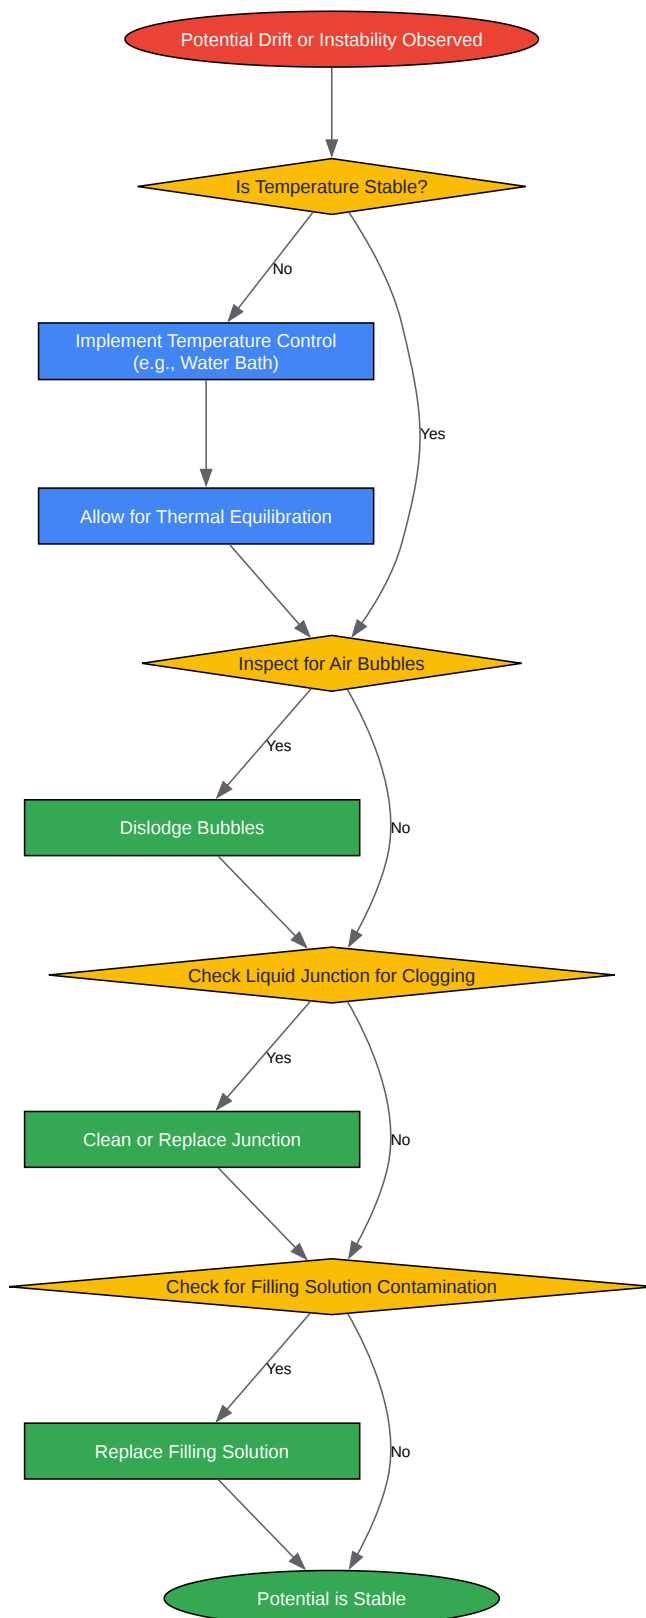 Potential Drift or Instability Observed
Is Temperature Stable?
No
Implement Temperature Control
(e.g., Water Bath)
Yes
Allow for Thermal Equilibration
Inspect for Air Bubbles
Yes
Dislodge Bubbles
No
Check Liquid Junction for Clogging
Yes
Clean or Replace Junction
No
Check for Filling Solution Contamination
Yes
Replace Filling Solution
No
Potential is Stable